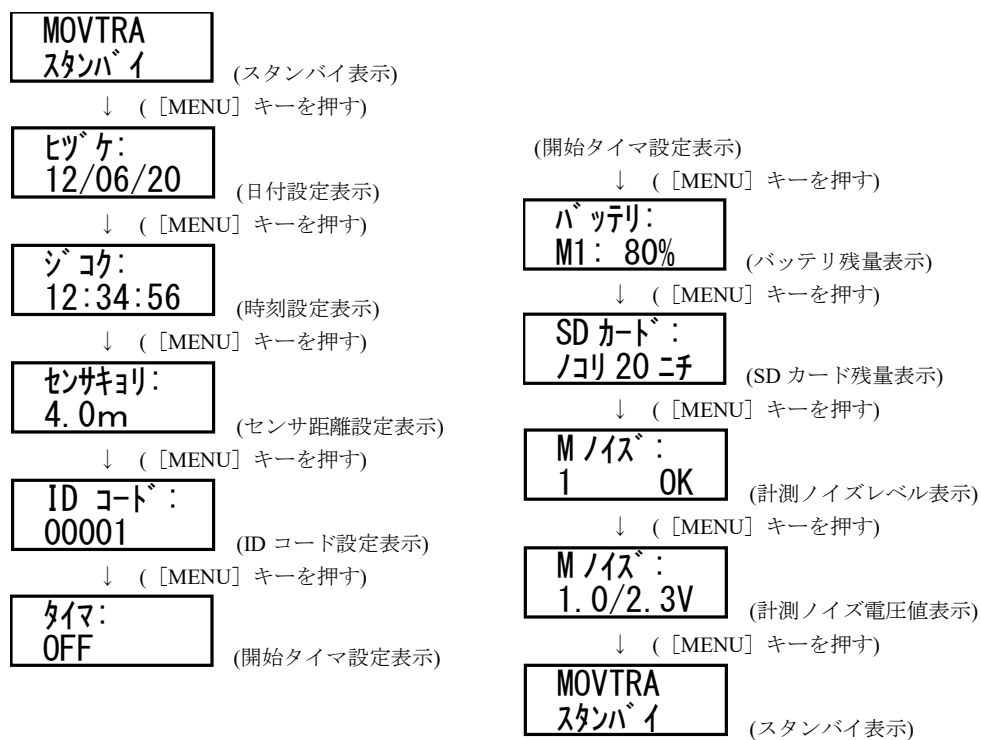 MOVTRA
スタンバイ
(スタンバイ表示)
↓ (［MENU］キーを押す)
ヒヅケ:
12/06/20
(日付設定表示)
↓ (［MENU］キーを押す)
ジコク:
12:34:56
(時刻設定表示)
↓ (［MENU］キーを押す)
センサキョリ:
4.0m
(センサ距離設定表示)
↓ (［MENU］キーを押す)
ID コード:
00001
(ID コード設定表示)
↓ (［MENU］キーを押す)
タイマ:
OFF
(開始タイマ設定表示)
(開始タイマ設定表示)
↓ (［MENU］キーを押す)
バッテリ:
M1: 80%
(バッテリ残量表示)
↓ (［MENU］キーを押す)
SD カード:
ノコリ 20 ニチ
(SD カード残量表示)
↓ (［MENU］キーを押す)
M ノイズ:
1 OK
(計測ノイズレベル表示)
↓ (［MENU］キーを押す)
M ノイズ:
1.0/2.3V
(計測ノイズ電圧値表示)
↓ (［MENU］キーを押す)
MOVTRA
スタンバイ
(スタンバイ表示)